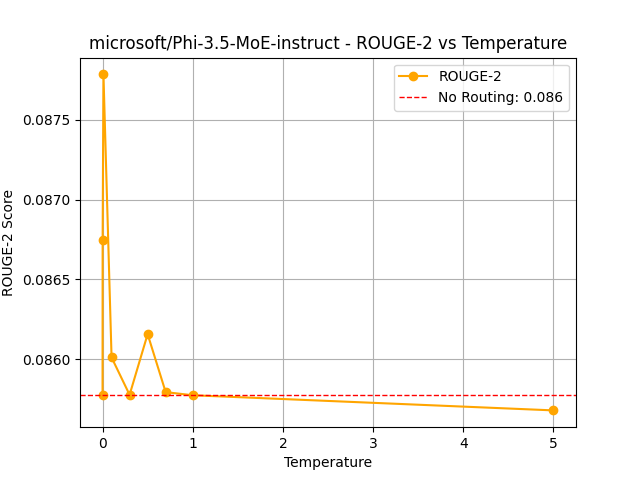 microsoft/Phi-3.5-MoE-instruct - ROUGE-2 vs Temperature
ROUGE-2
No Routing: 0.086
ROUGE-2 Score
0.0875
0.0870
0.0865
0.0860
0 1 2 3 4 5
Temperature